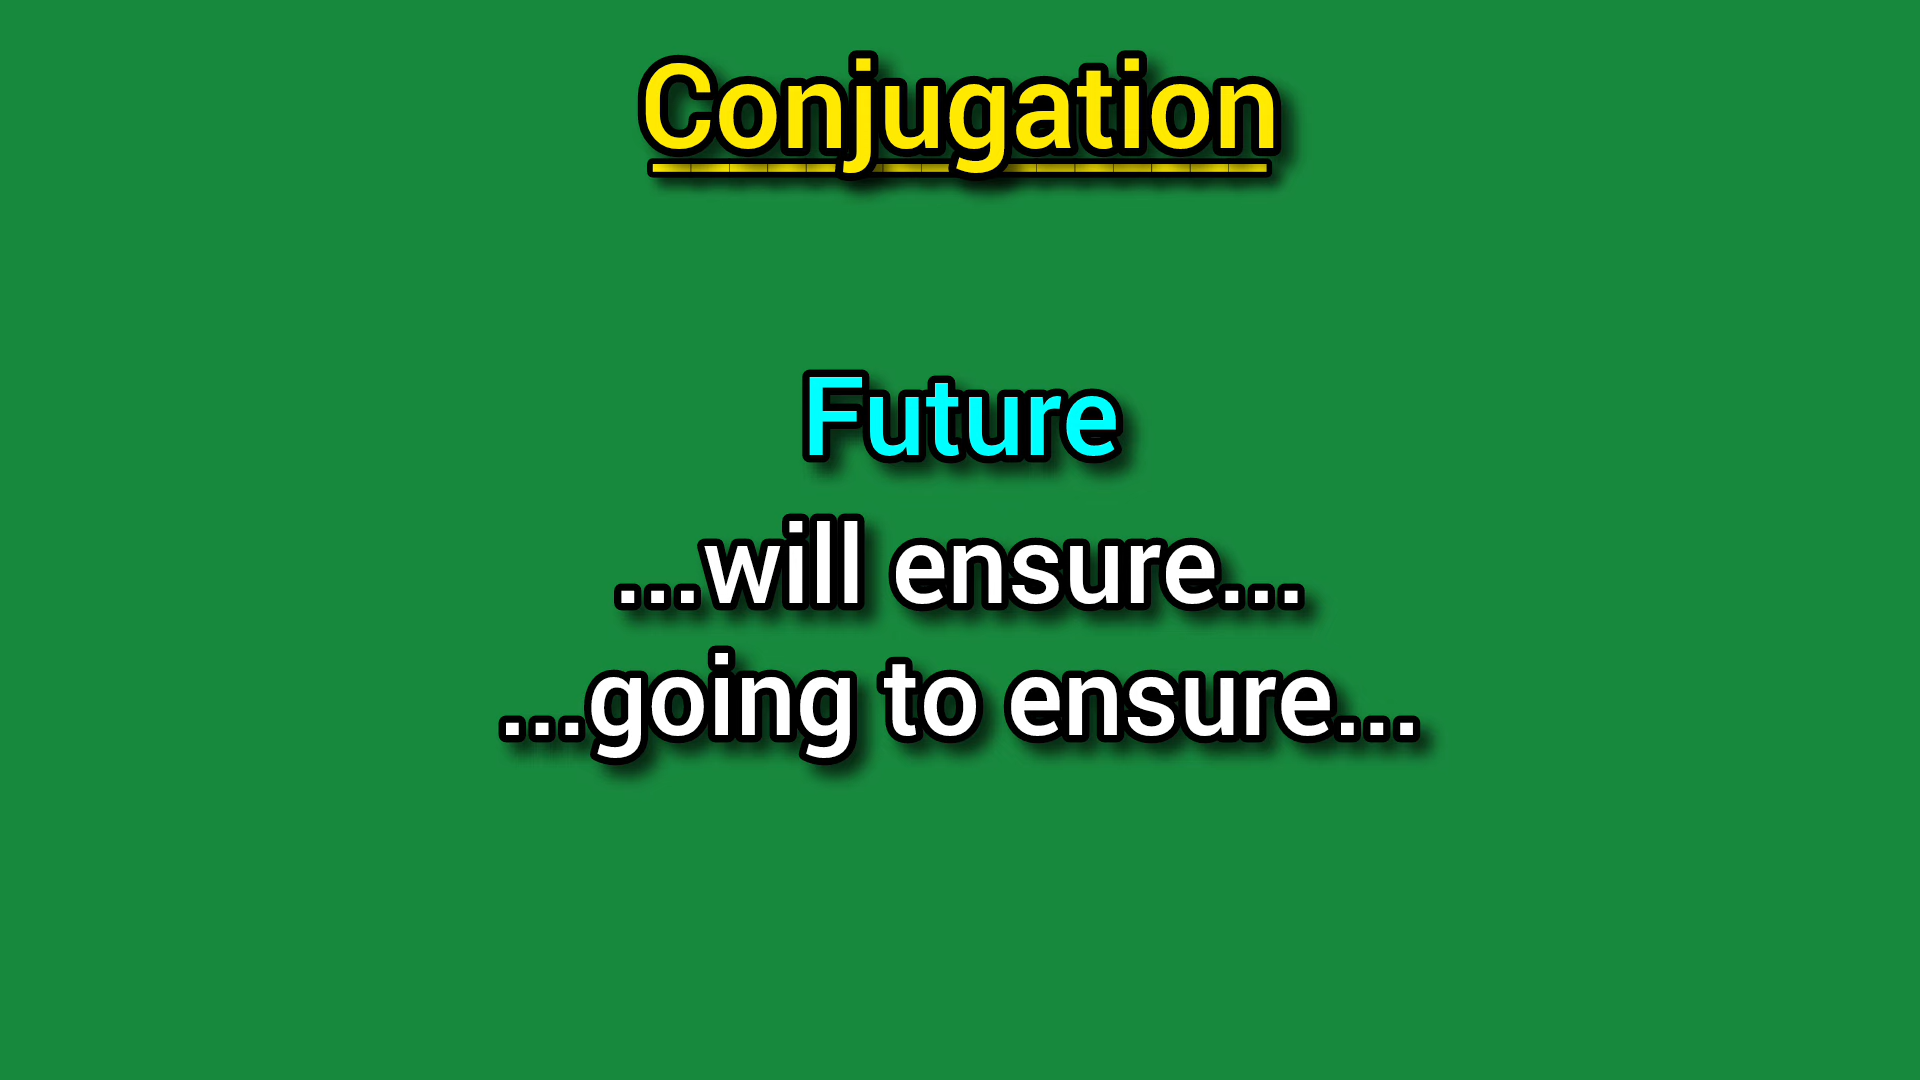 Conjugation
Future
...will ensure...
...going to ensure...